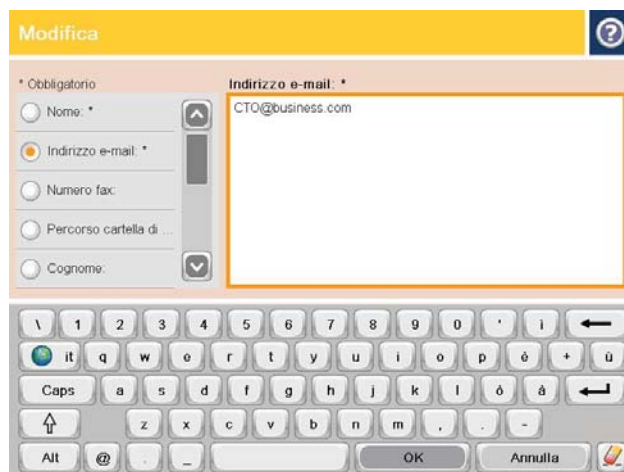 Modifica
?
* Obbligatorio
Indirizzo e-mail: *
Nome: *
CTO@business.com
Indirizzo e-mail: *
Numero fax:
Percorso cartella di ...
Cognome:
\ 1 2 3 4 5 6 7 8 9 0 ' ì
it q w e r t y u i o p è + ù
Caps a s d f g h j k l ò à
z x c v b n m , . -
Alt @ . _ OK Annulla